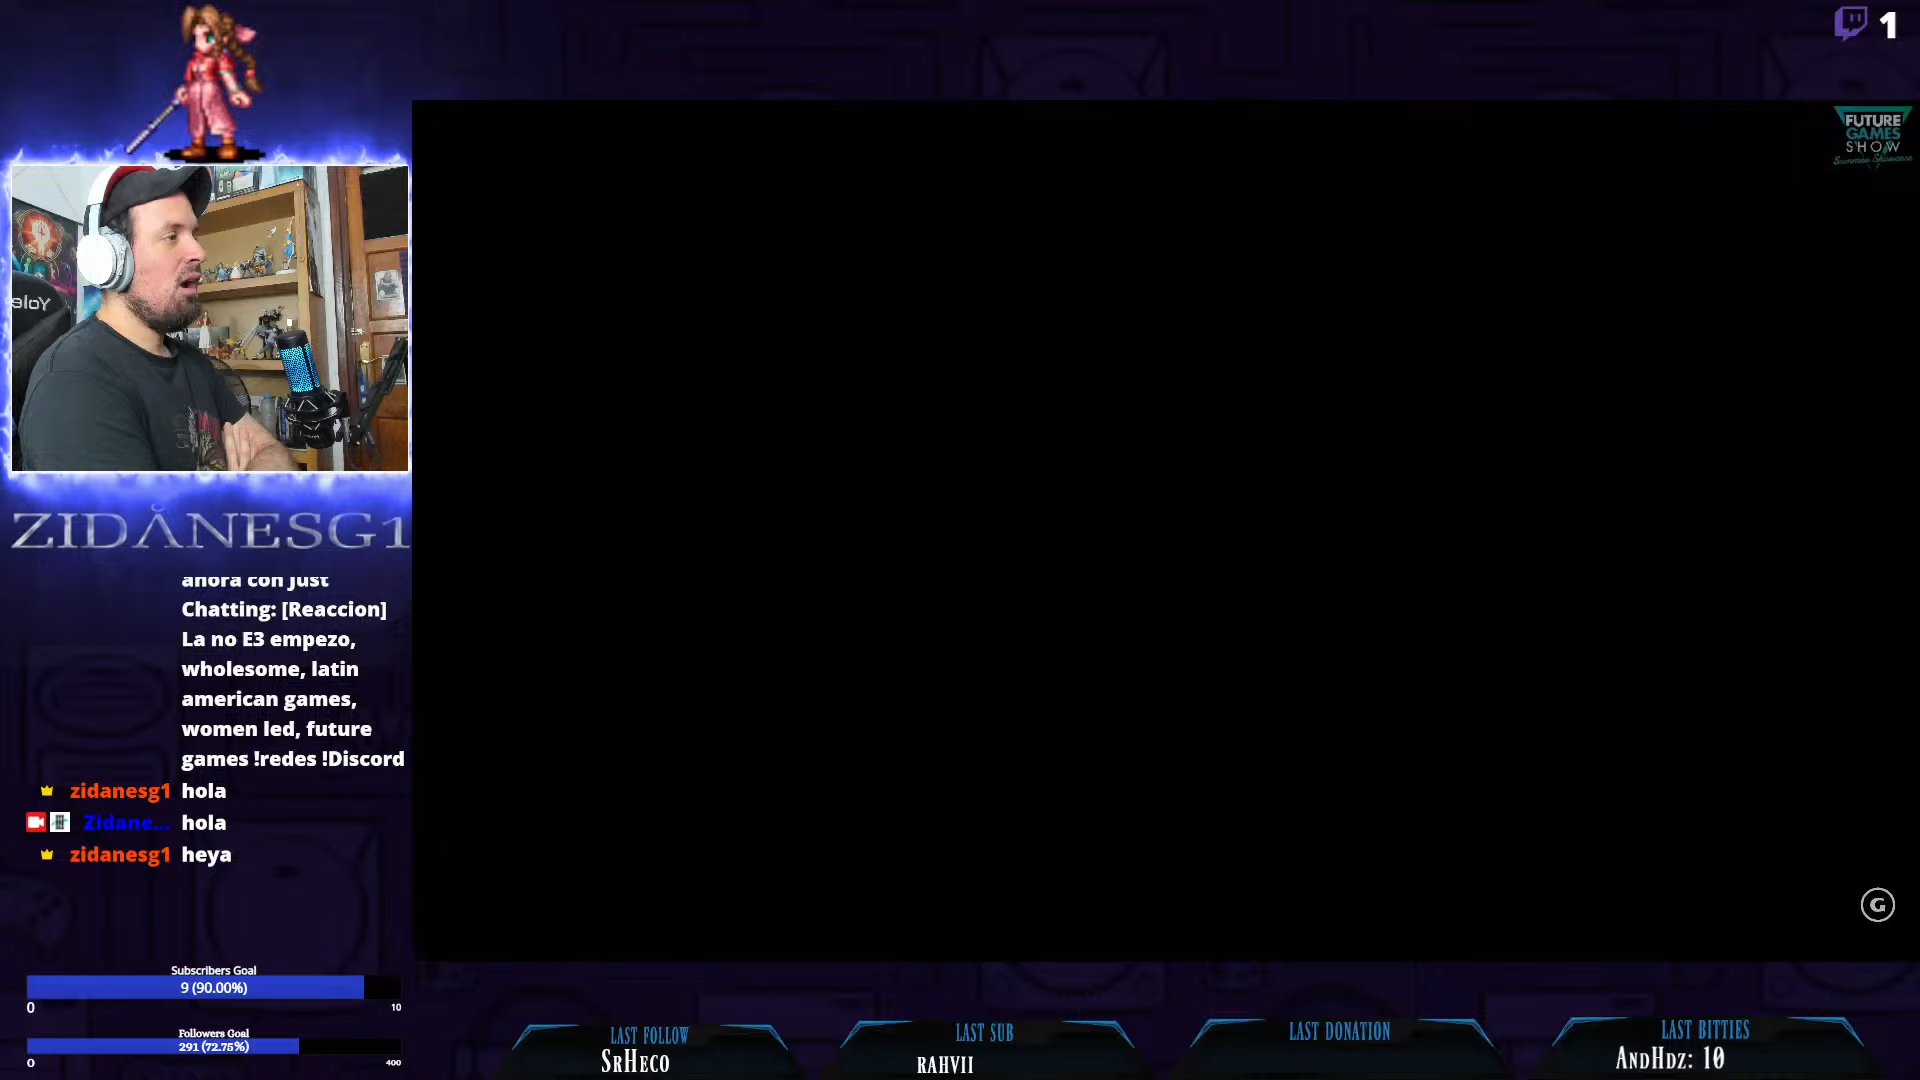 1
FUTURE
GAMES
SHOW
Summer Showcase
ZIDANESG1
ahora con Just
Chatting: [Reaccion]
La no E3 empezo,
wholesome, latin
american games,
women led, future
games !redes !Discord
zidanesg1 hola
Zidane... hola
zidanesg1 heya
G
Subscribers Goal
9 (90.00%)
0 10
Followers Goal
291 (72.75%)
0 400
LAST FOLLOW
SRHECO
LAST SUB
RAHVII
LAST DONATION
LAST BITTIES
ANDHDZ: 10